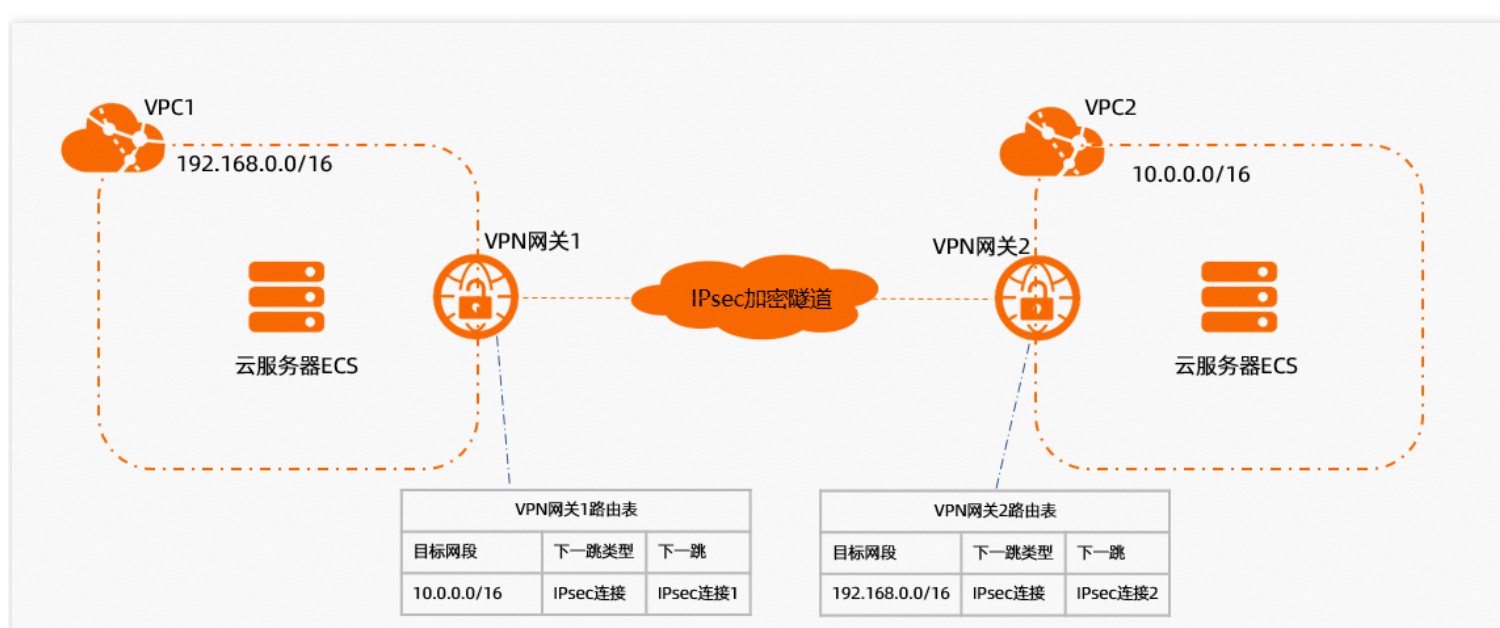 VPC1
192.168.0.0/16
VPC2
10.0.0.0/16
VPN网关1
IPsec加密隧道
VPN网关2
云服务器ECS
云服务器ECS
VPN网关1路由表
目标网段 下一跳类型 下一跳
10.0.0.0/16 IPsec连接 IPsec连接1
VPN网关2路由表
目标网段 下一跳类型 下一跳
192.168.0.0/16 IPsec连接 IPsec连接2